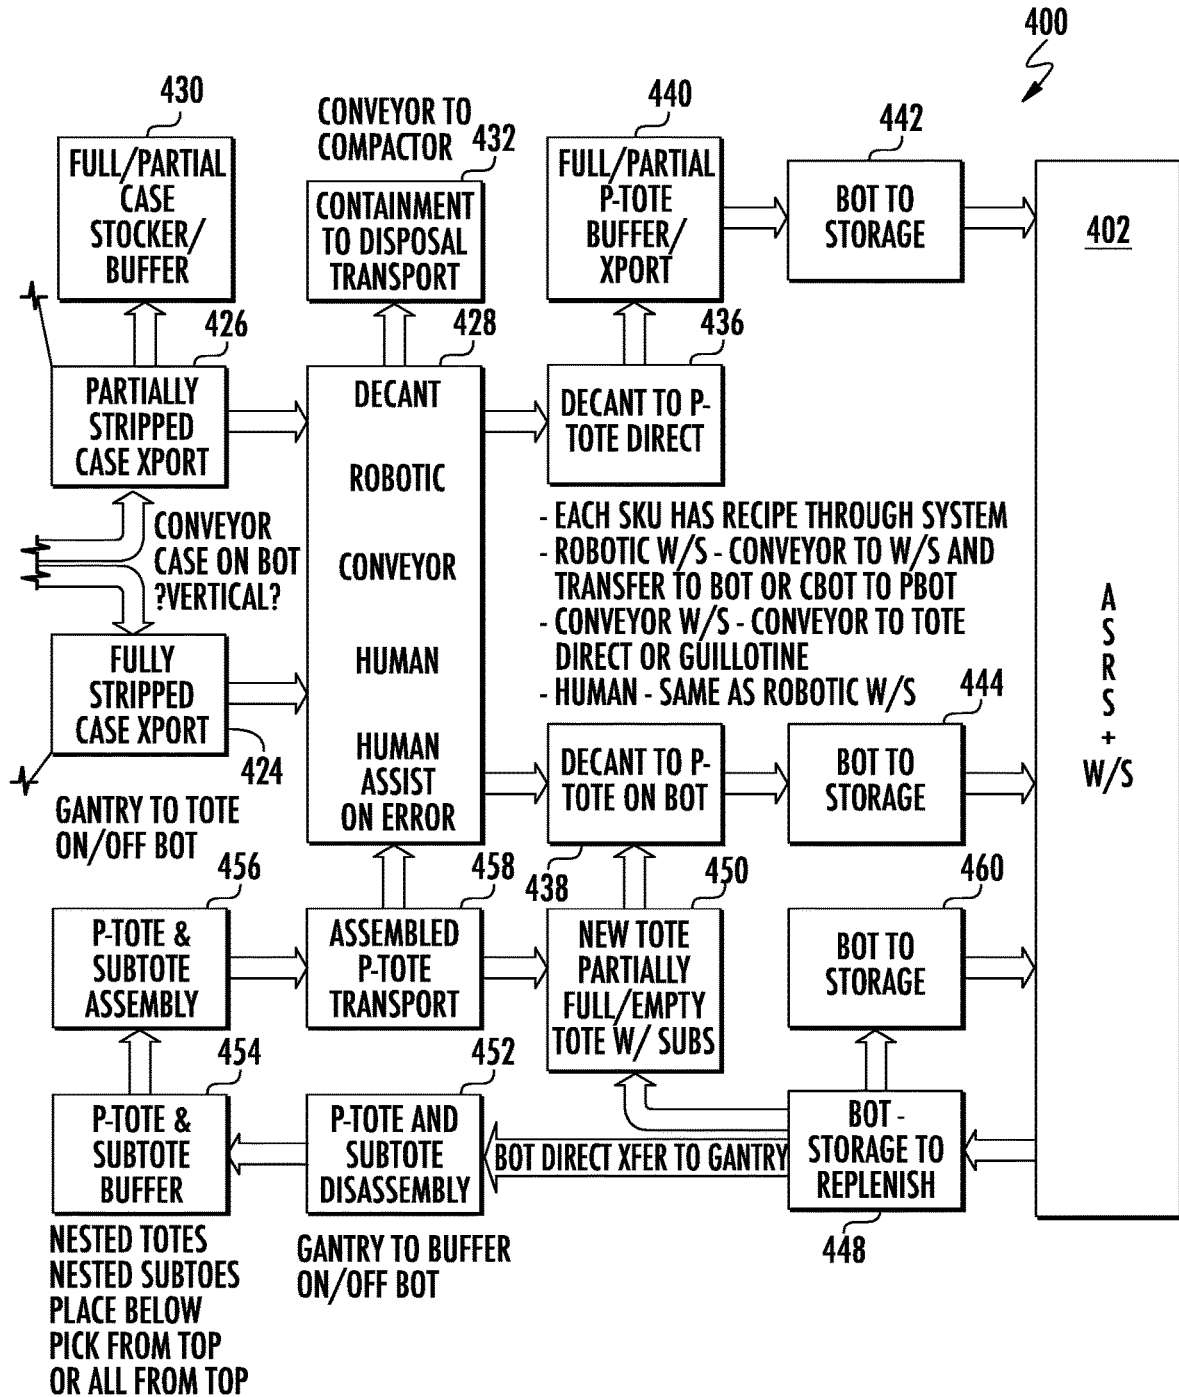 400
430
FULL/PARTIAL
CASE
STOCKER/
BUFFER
CONVEYOR TO
COMPACTOR
432
CONTAINMENT
TO DISPOSAL
TRANSPORT
440
FULL/PARTIAL
P-TOTE
BUFFER/
XPORT
442
BOT TO
STORAGE
402
A
S
R
S
+
W/S
426
PARTIALLY
STRIPPED
CASE XPORT
428
DECANT
ROBOTIC
CONVEYOR
HUMAN
HUMAN
ASSIST
ON ERROR
436
DECANT TO P-
TOTE DIRECT
CONVEYOR
CASE ON BOT
?VERTICAL?
- EACH SKU HAS RECIPE THROUGH SYSTEM
- ROBOTIC W/S - CONVEYOR TO W/S AND
TRANSFER TO BOT OR CBOT TO PBOT
- CONVEYOR W/S - CONVEYOR TO TOTE
DIRECT OR GUILLOTINE
- HUMAN - SAME AS ROBOTIC W/S
FULLY
STRIPPED
CASE XPORT
424
GANTRY TO TOTE
ON/OFF BOT
DECANT TO P-
TOTE ON BOT
438
444
BOT TO
STORAGE
456
P-TOTE &
SUBTOTE
ASSEMBLY
458
ASSEMBLED
P-TOTE
TRANSPORT
450
NEW TOTE
PARTIALLY
FULL/EMPTY
TOTE W/ SUBS
460
BOT TO
STORAGE
454
P-TOTE &
SUBTOTE
BUFFER
452
P-TOTE AND
SUBTOTE
DISASSEMBLY
BOT DIRECT XFER TO GANTRY
BOT -
STORAGE TO
REPLENISH
448
NESTED TOTES
NESTED SUBTOES
PLACE BELOW
PICK FROM TOP
OR ALL FROM TOP
GANTRY TO BUFFER
ON/OFF BOT